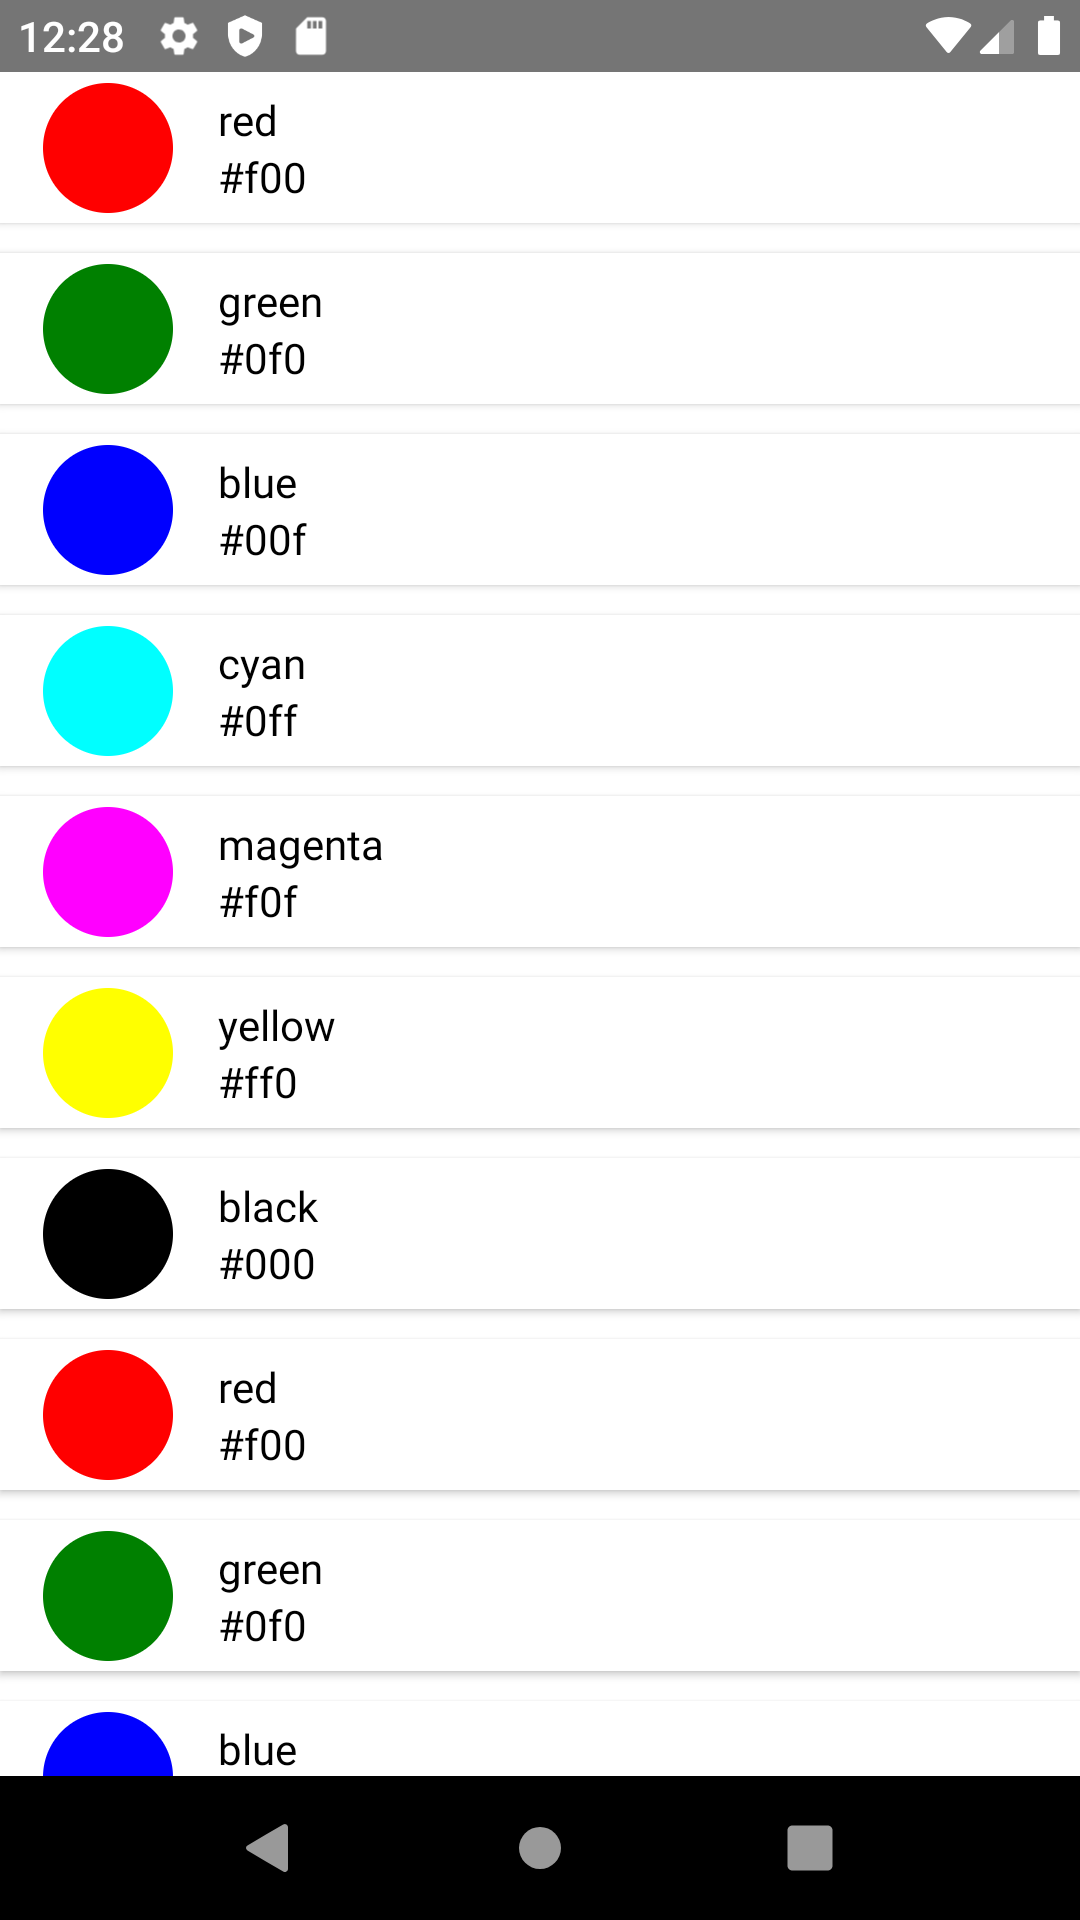 12:28
red
#f00
green
#0f0
blue
#00f
cyan
#0ff
magenta
#f0f
yellow
#ff0
black
#000
red
#f00
green
#0f0
blue